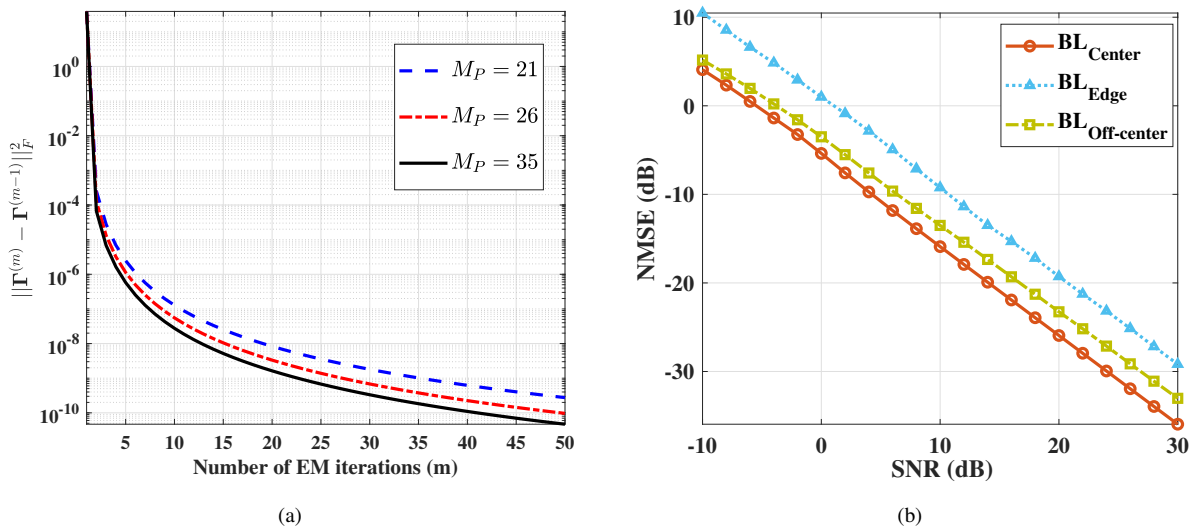 10^0
10^-2
10^-4
10^-6
10^-8
10^-10
||Γ^(m) − Γ^(m−1)||_F^2
M_P = 21
M_P = 26
M_P = 35
5 10 15 20 25 30 35 40 45 50
Number of EM iterations (m)
(a)
10
0
-10
-20
-30
NMSE (dB)
BL_Center
BL_Edge
BL_Off-center
-10 0 10 20 30
SNR (dB)
(b)